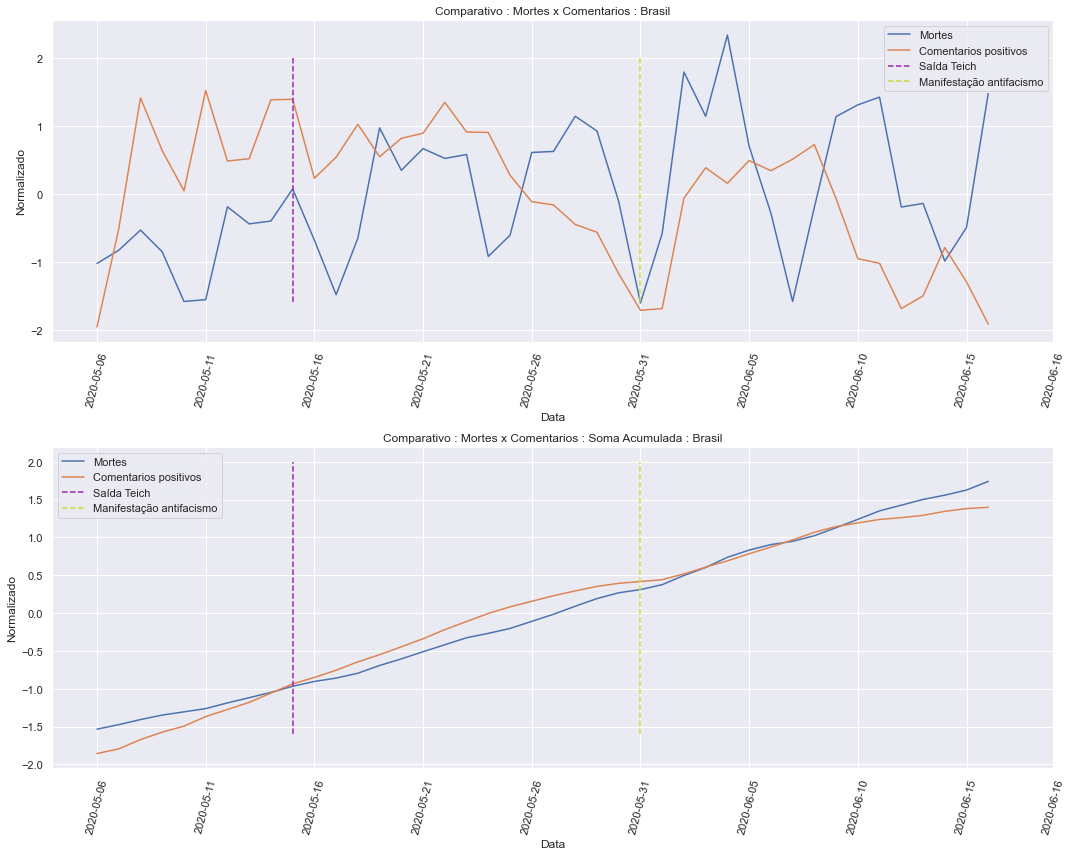 Comparativo : Mortes x Comentarios : Brasil
Mortes
Comentarios positivos
Saída Teich
Manifestação antifacismo
Normalizado
2
1
0
−1
−2
2020-05-06
2020-05-11
2020-05-16
2020-05-21
2020-05-26
2020-05-31
2020-06-05
2020-06-10
2020-06-15
2020-06-16
Data
Comparativo : Mortes x Comentarios : Soma Acumulada : Brasil
Mortes
Comentarios positivos
Saída Teich
Manifestação antifacismo
Normalizado
2.0
1.5
1.0
0.5
0.0
−0.5
−1.0
−1.5
−2.0
2020-05-06
2020-05-11
2020-05-16
2020-05-21
2020-05-26
2020-05-31
2020-06-05
2020-06-10
2020-06-15
2020-06-16
Data